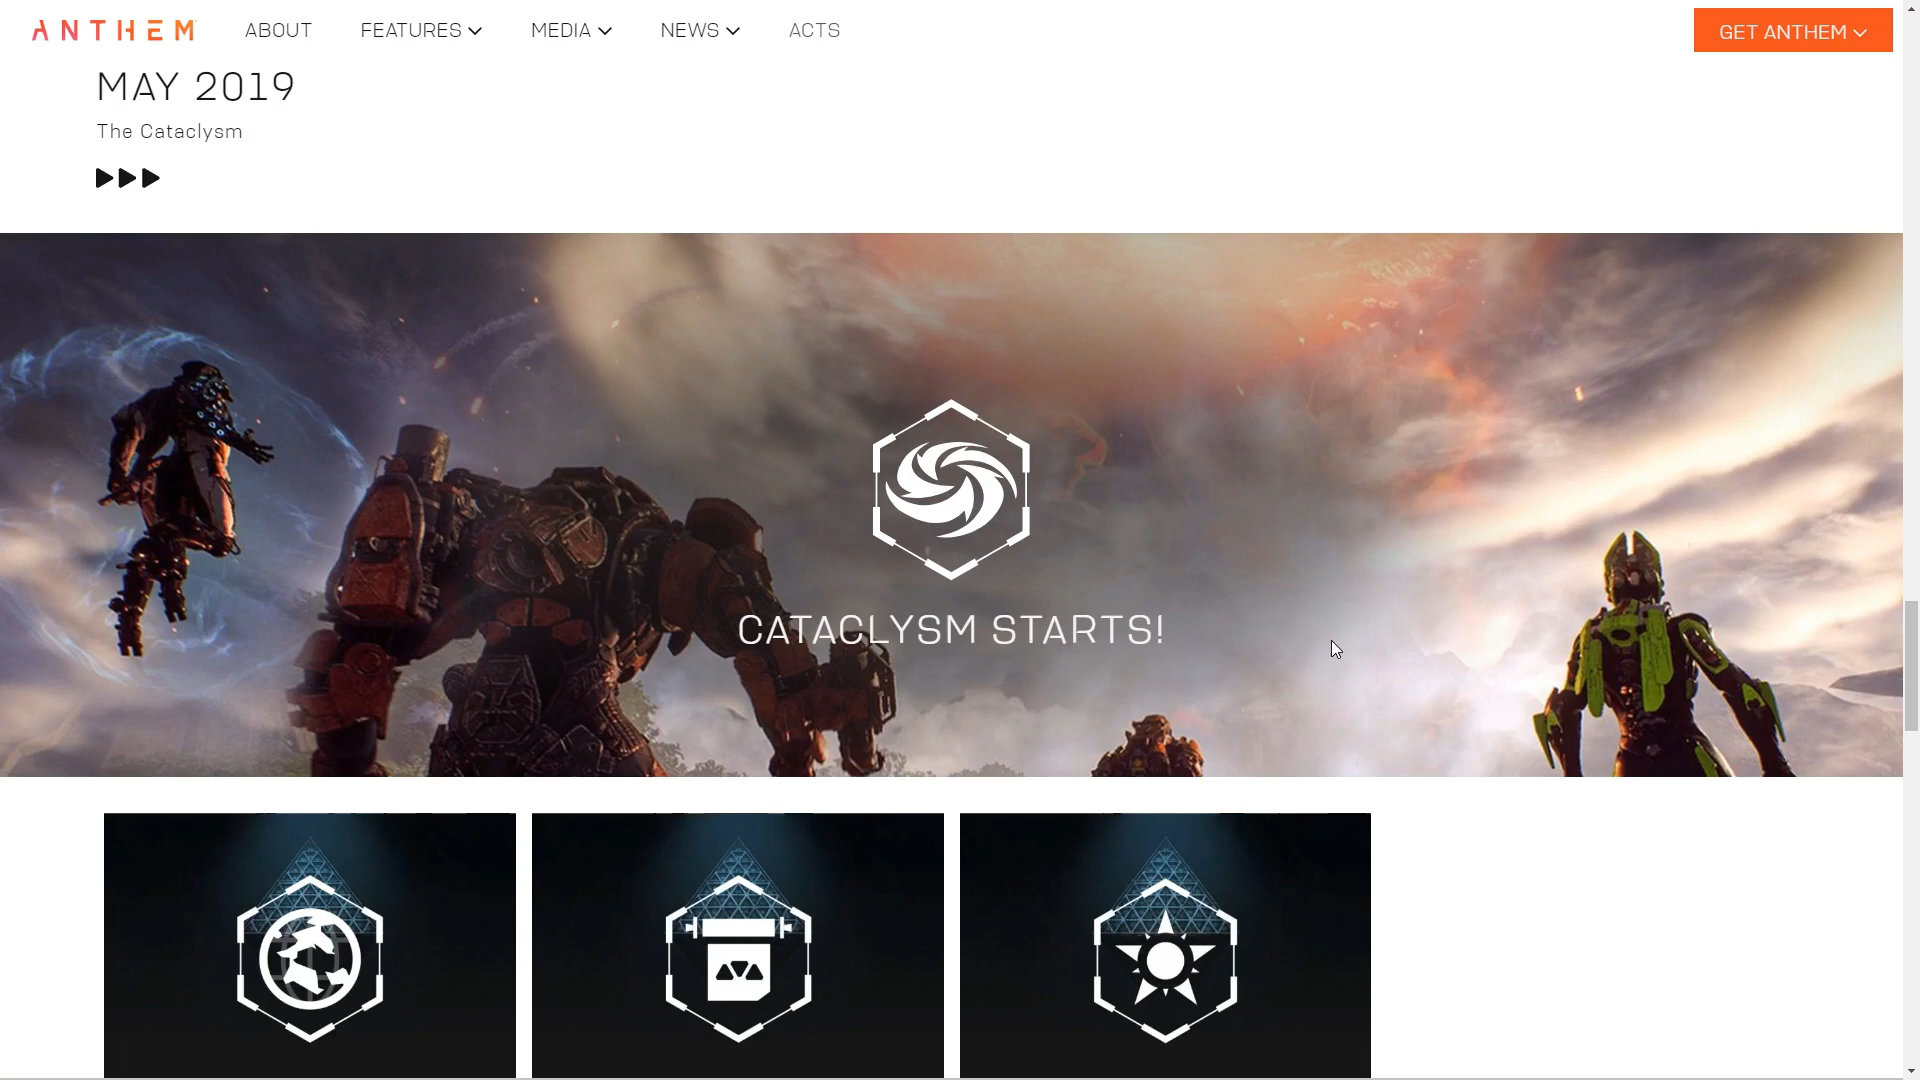 ANTHEM ABOUT FEATURES MEDIA NEWS ACTS GET ANTHEM
MAY 2019
The Cataclysm
CATACLYSM STARTS!